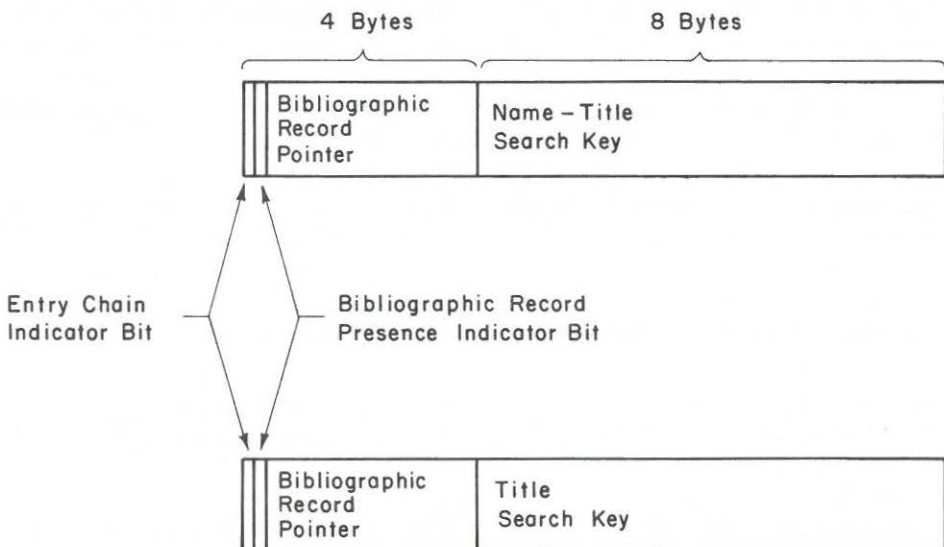 4 Bytes
8 Bytes
Bibliographic
Record
Pointer
Name – Title
Search Key
Entry Chain
Indicator Bit
Bibliographic Record
Presence Indicator Bit
Bibliographic
Record
Pointer
Title
Search Key